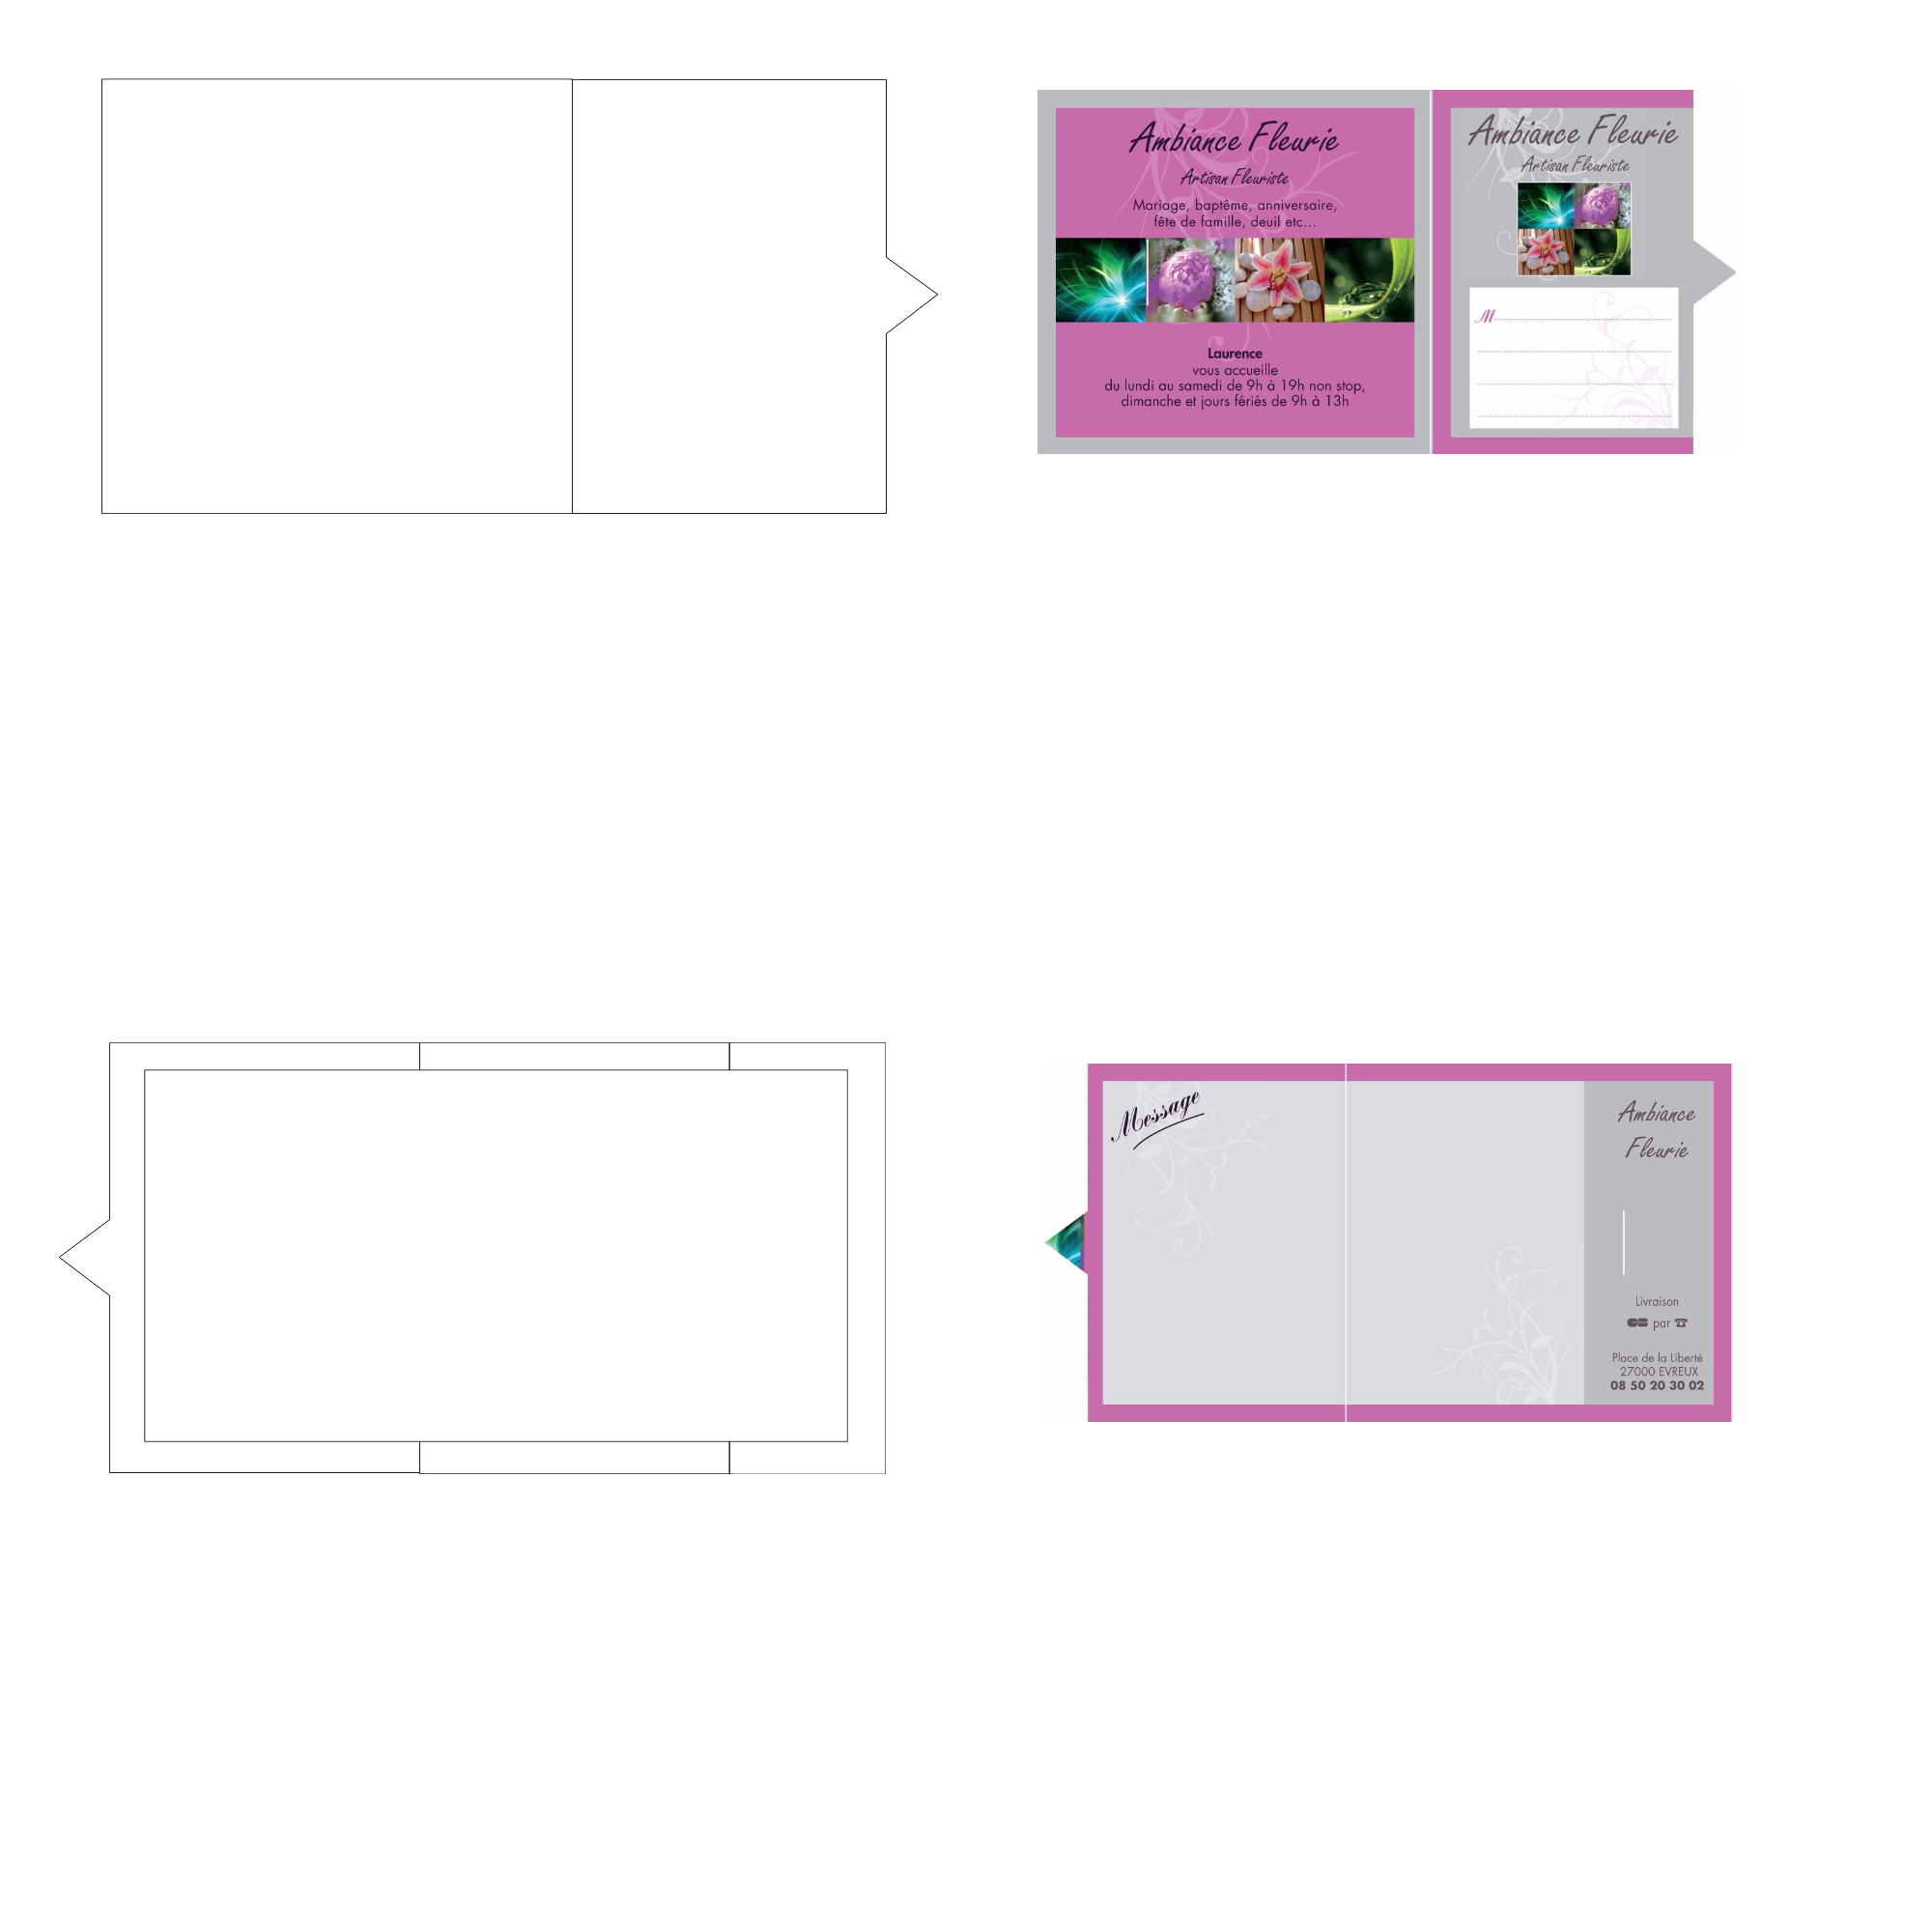 Ambiance Fleurie
Artisan Fleuriste
Mariage, baptême, anniversaire,
fête de famille, deuil etc...
Laurence
vous accueille
du lundi au samedi de 9h à 19h non stop,
dimanche et jours fériés de 9h à 13h
Ambiance Fleurie
Artisan Fleuriste
M
Message
Ambiance
Fleurie
Livraison
CB par ☎
Place de la Liberté
27000 EVREUX
08 50 20 30 02